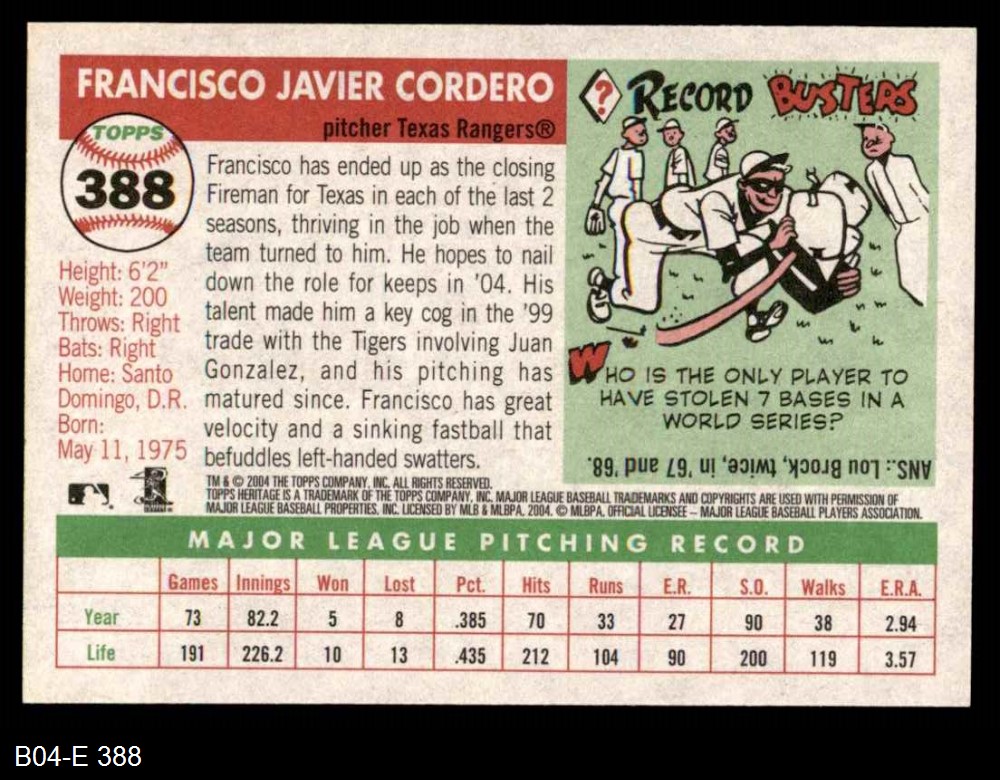 FRANCISCO JAVIER CORDERO
pitcher Texas Rangers®
TOPPS
388
Height: 6'2"
Weight: 200
Throws: Right
Bats: Right
Home: Santo
Domingo, D.R.
Born:
May 11, 1975
Francisco has ended up as the closing
Fireman for Texas in each of the last 2
seasons, thriving in the job when the
team turned to him. He hopes to nail
down the role for keeps in '04. His
talent made him a key cog in the '99
trade with the Tigers involving Juan
Gonzalez, and his pitching has
matured since. Francisco has great
velocity and a sinking fastball that
befuddles left-handed swatters.
? RECORD BUSTERS
WHO IS THE ONLY PLAYER TO
HAVE STOLEN 7 BASES IN A
WORLD SERIES?
ANS.: Lou Brock, twice, in '67 and '68.
TM & © 2004 THE TOPPS COMPANY, INC. ALL RIGHTS RESERVED.
TOPPS HERITAGE IS A TRADEMARK OF THE TOPPS COMPANY, INC. MAJOR LEAGUE BASEBALL TRADEMARKS AND COPYRIGHTS ARE USED WITH PERMISSION OF
MAJOR LEAGUE BASEBALL PROPERTIES, INC. LICENSED BY MLB & MLBPA, 2004. © MLBPA, OFFICIAL LICENSEE – MAJOR LEAGUE BASEBALL PLAYERS ASSOCIATION.
MAJOR LEAGUE PITCHING RECORD
Games Innings Won Lost Pct. Hits Runs E.R. S.O. Walks E.R.A.
Year 73 82.2 5 8 .385 70 33 27 90 38 2.94
Life 191 226.2 10 13 .435 212 104 90 200 119 3.57
B04-E 388